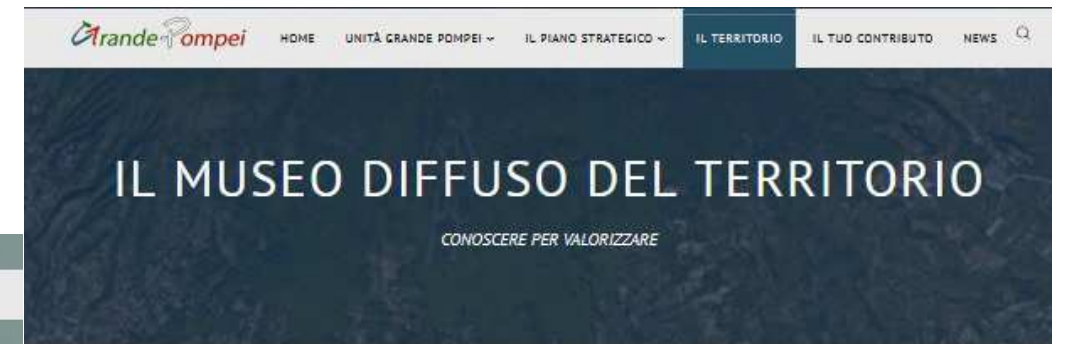 Grande Pompei HOME UNITÀ GRANDE POMPEI IL PIANO STRATEGICO IL TERRITORIO IL TUO CONTRIBUTO NEWS
IL MUSEO DIFFUSO DEL TERRITORIO
CONOSCERE PER VALORIZZARE